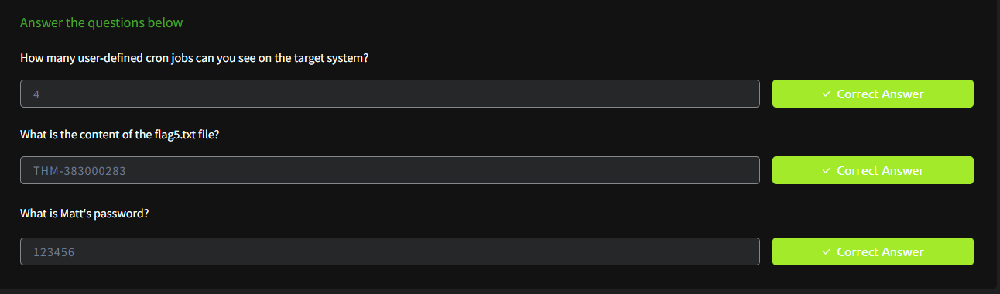 Answer the questions below
How many user-defined cron jobs can you see on the target system?
4
✓ Correct Answer
What is the content of the flag5.txt file?
THM-383000283
✓ Correct Answer
What is Matt's password?
123456
✓ Correct Answer